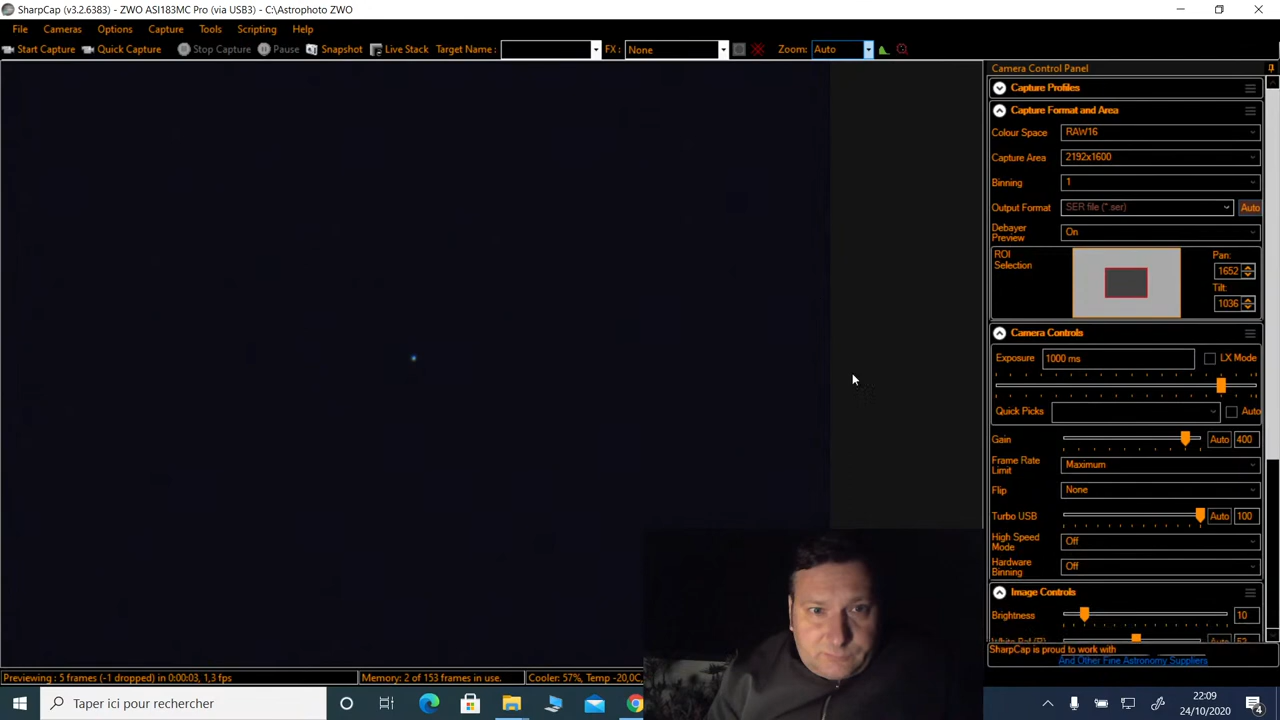 SharpCap (v3.2.6383) - ZWO ASI183MC Pro (via USB3) - C:\Astrophoto ZWO
File Cameras Options Capture Tools Scripting Help
Start Capture Quick Capture Stop Capture Pause Snapshot Live Stack Target Name : FX : None Zoom: Auto
Camera Control Panel
Capture Profiles
Capture Format and Area
Colour Space RAW16
Capture Area 2192x1600
Binning 1
Output Format SER file (*.ser) Auto
Debayer Preview On
ROI Selection
Pan: 1652
Tilt: 1036
Camera Controls
Exposure 1000 ms LX Mode
Quick Picks Auto
Gain Auto 400
Frame Rate Limit Maximum
Flip None
Turbo USB Auto 100
High Speed Mode Off
Hardware Binning Off
Image Controls
Brightness 10
White Bal (R) Auto 52
SharpCap is proud to work with
And Other Fine Astronomy Suppliers
Previewing : 5 frames (-1 dropped) in 0:00:03, 1,3 fps Memory: 2 of 153 frames in use. Cooler: 57%, Temp -20,0C,
Taper ici pour rechercher
22:09
24/10/2020
4